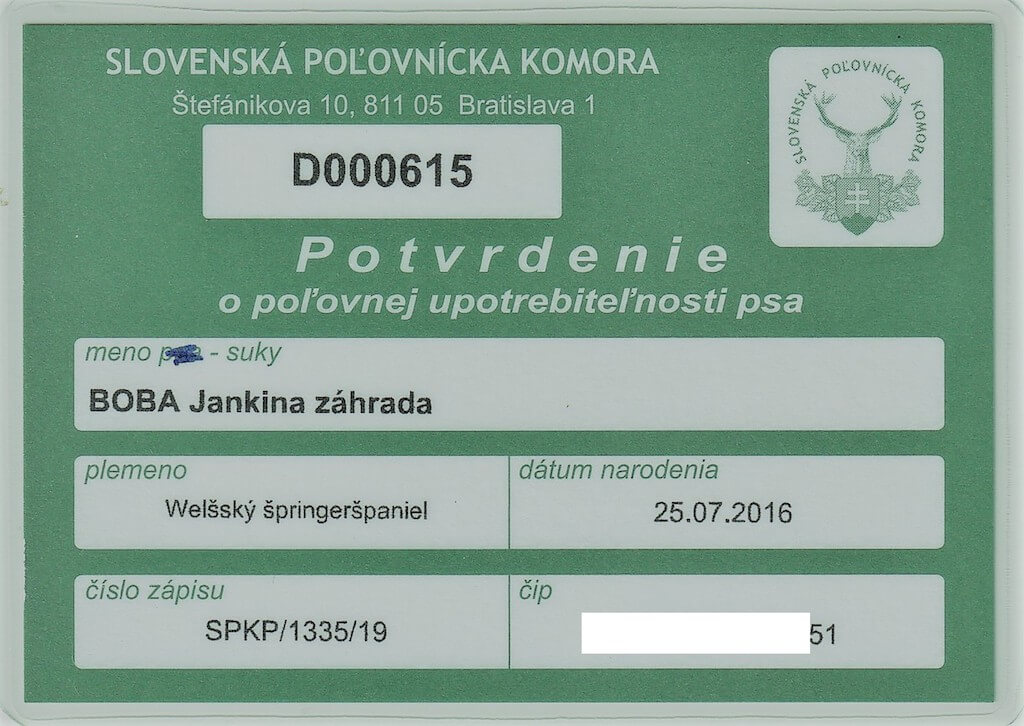 SLOVENSKÁ POĽOVNÍCKA KOMORA
Štefánikova 10, 811 05 Bratislava 1
D000615
SLOVENSKÁ POĽOVNÍCKA KOMORA
Potvrdenie
o poľovnej upotrebiteľnosti psa
meno - suky
BOBA Jankina záhrada
plemeno
dátum narodenia
Welšský špringeršpaniel
25.07.2016
číslo zápisu
čip
SPKP/1335/19
51